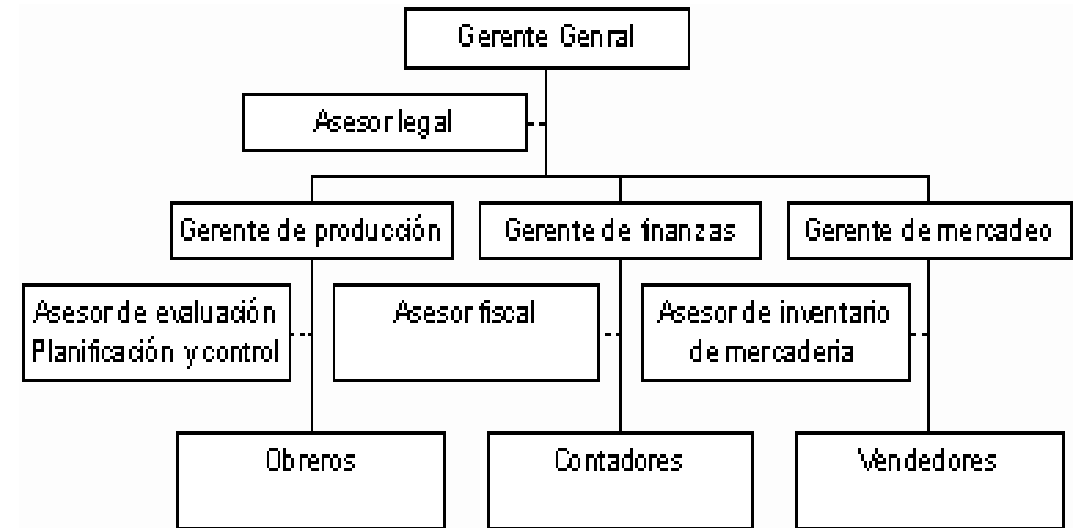 Gerente Genral
Asesor legal
Gerente de producción
Gerente de finanzas
Gerente de mercadeo
Asesor de evaluación
Planificación y control
Asesor fiscal
Asesor de inventario
de mercaderia
Obreros
Contadores
Vendedores